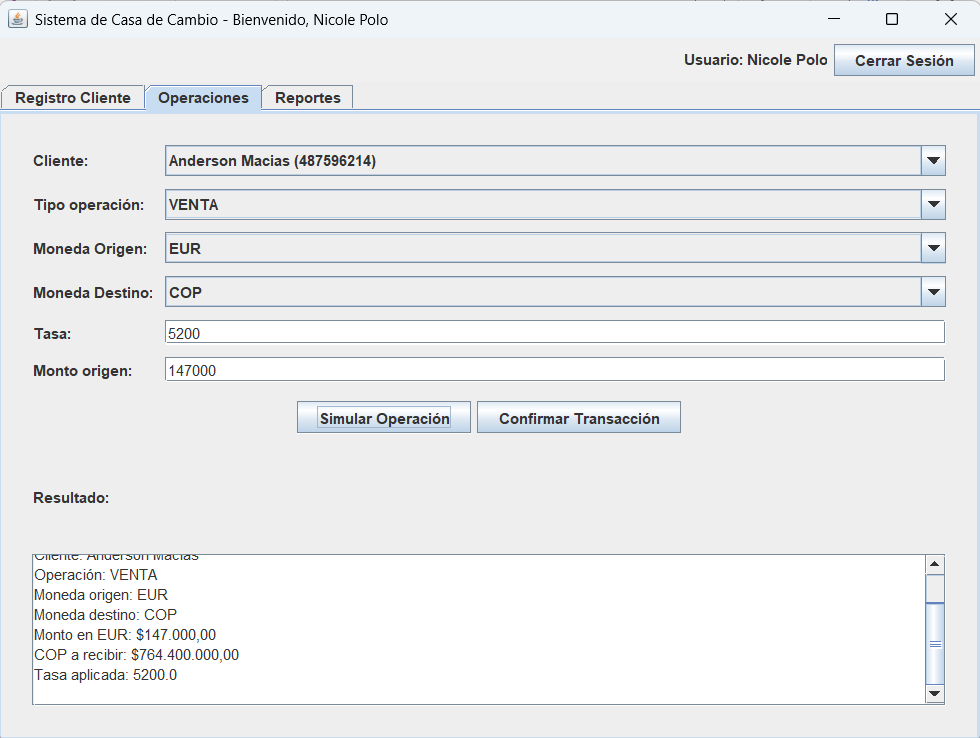 Sistema de Casa de Cambio - Bienvenido, Nicole Polo
Usuario: Nicole Polo Cerrar Sesión
Registro Cliente Operaciones Reportes
Cliente: Anderson Macias (487596214)
Tipo operación: VENTA
Moneda Origen: EUR
Moneda Destino: COP
Tasa: 5200
Monto origen: 147000
Simular Operación Confirmar Transacción
Resultado:
Cliente: Anderson Macias
Operación: VENTA
Moneda origen: EUR
Moneda destino: COP
Monto en EUR: $147.000,00
COP a recibir: $764.400.000,00
Tasa aplicada: 5200.0